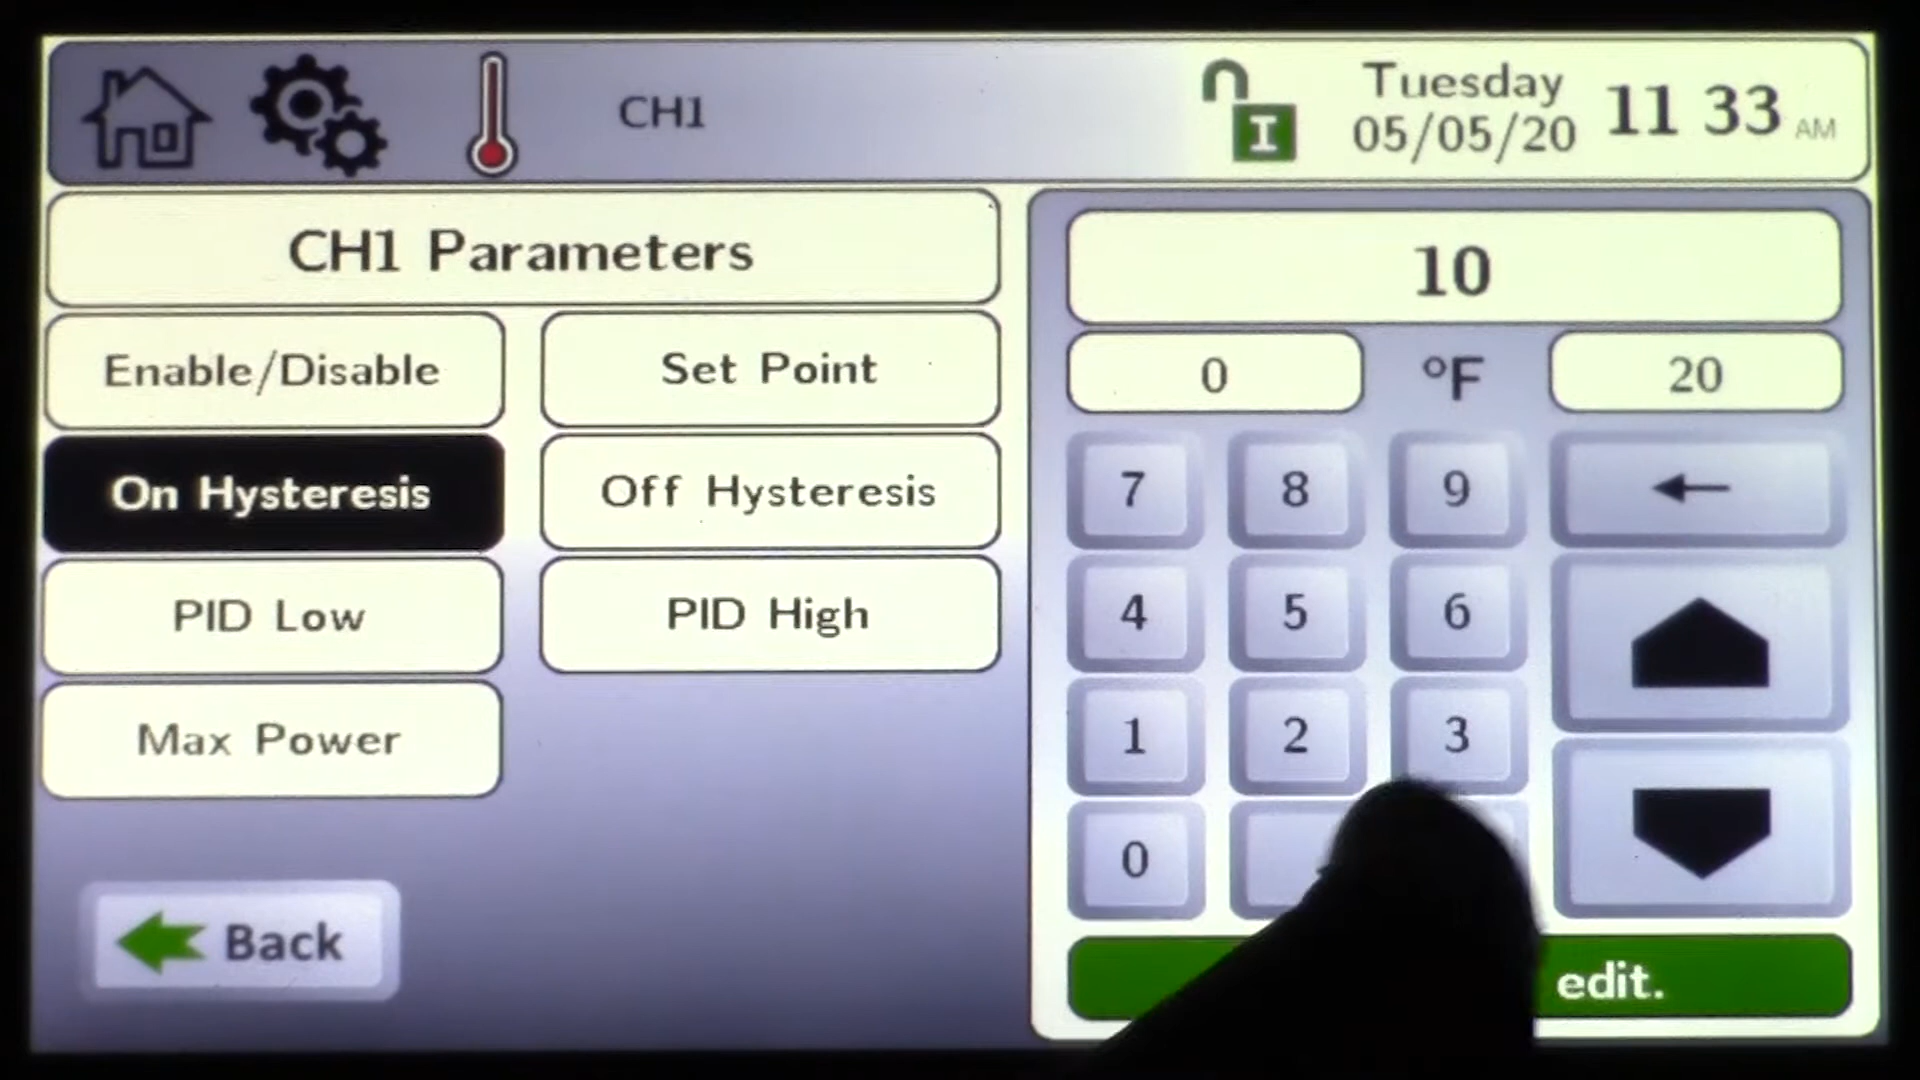 CH1
I
Tuesday
05/05/20
11 33 AM
CH1 Parameters
Enable/Disable
Set Point
On Hysteresis
Off Hysteresis
PID Low
PID High
Max Power
Back
10
0
°F
20
7 8 9 ←
4 5 6
1 2 3
0
edit.